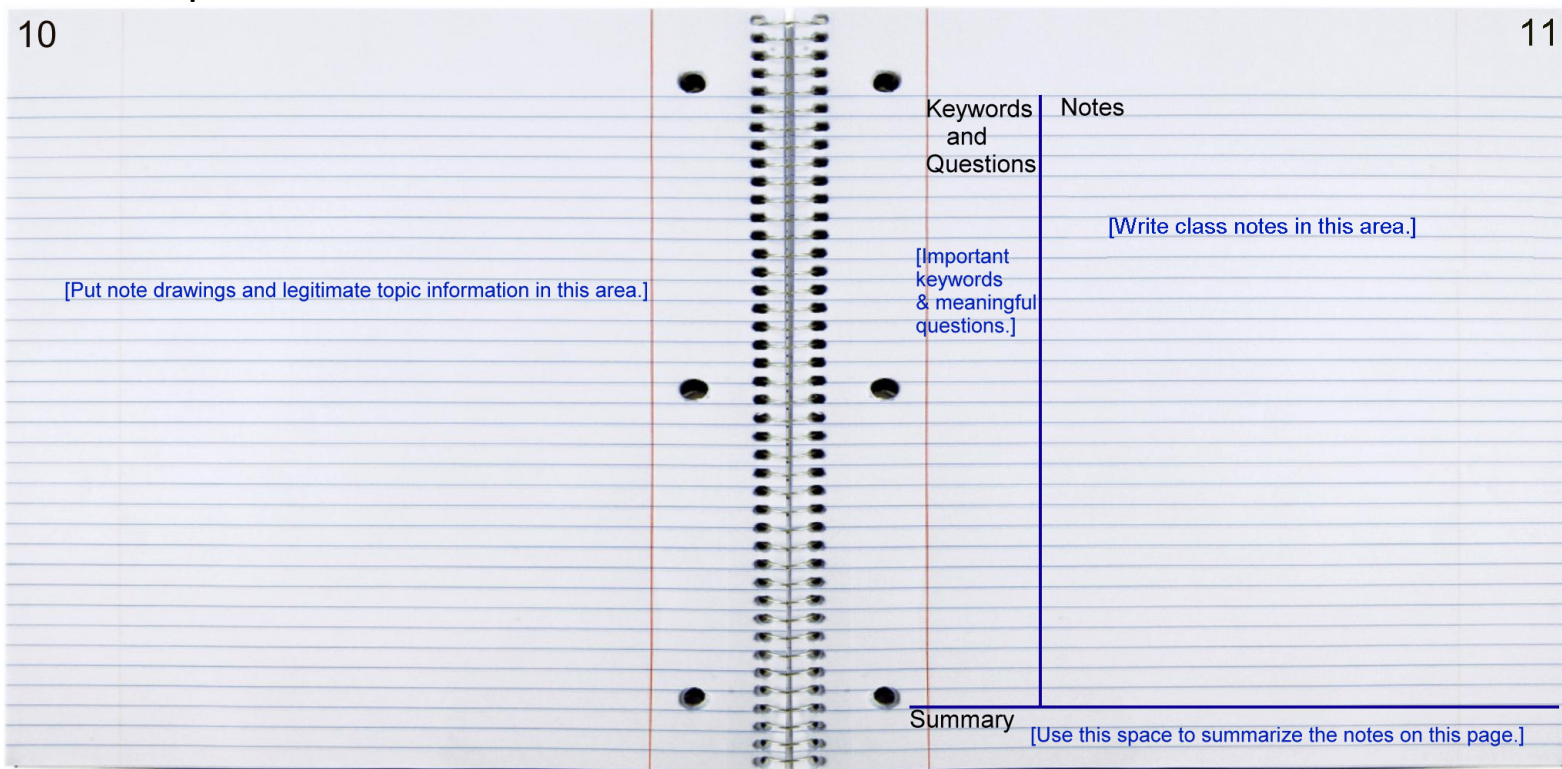 10
[Put note drawings and legitimate topic information in this area.]
11
Keywords
and
Questions
[Important
keywords
& meaningful
questions.]
Notes
[Write class notes in this area.]
Summary
[Use this space to summarize the notes on this page.]